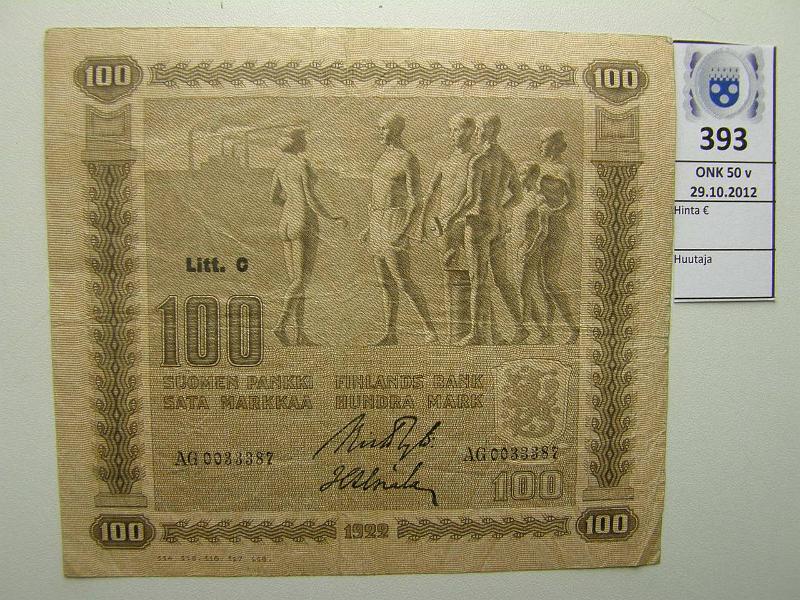 100 100
393
ONK 50 v
29.10.2012
Hinta €
Huutaja
Litt. C
100
SUOMEN PANKKI FINLANDS BANK
SATA MARKKAA HUNDRA MARK
AG 0033387 AG 0033387
100
100 1922 100